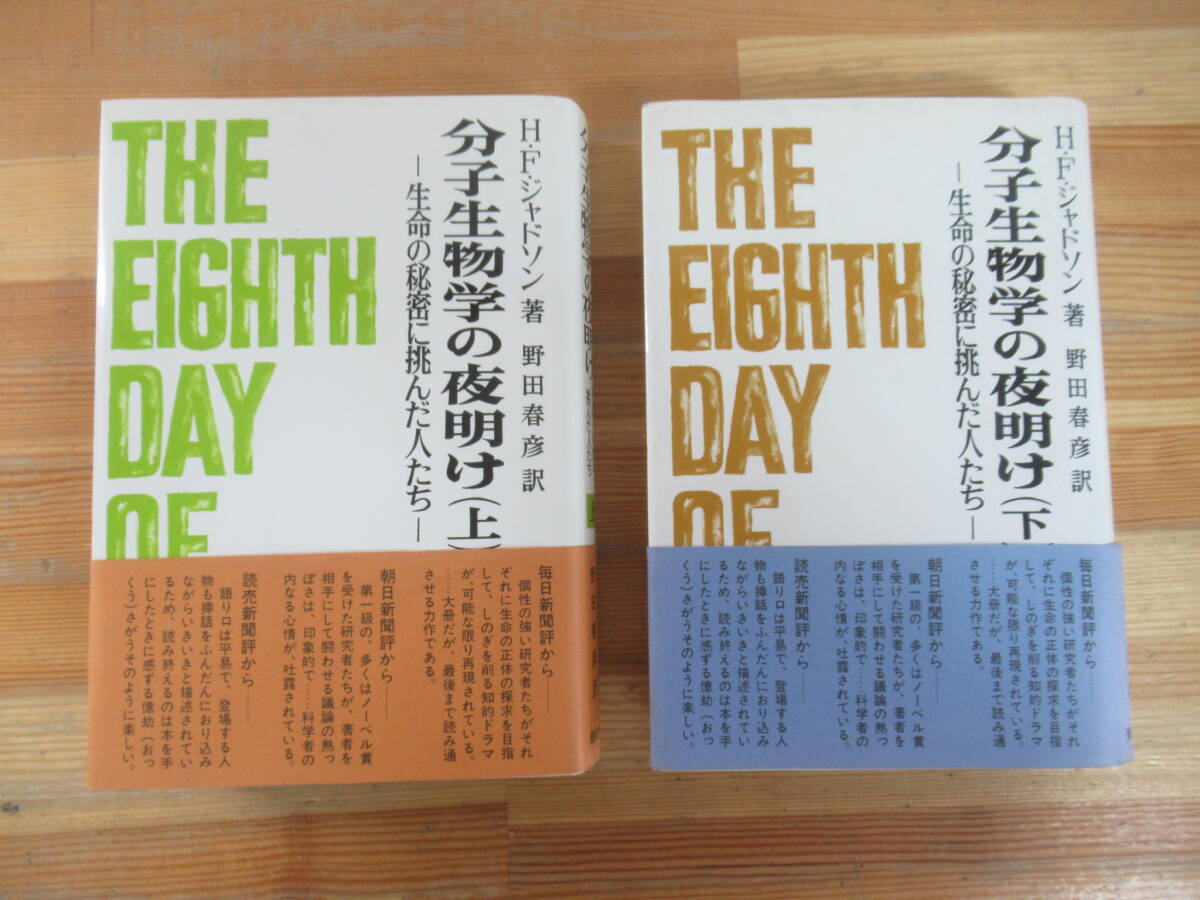 THE
EIGHTH
DAY
OF
H・F・ジャドソン 著 野田春彦 訳
分子生物学の夜明け(上)
―生命の秘密に挑んだ人たち―
上
毎日新聞評から――
個性の強い研究者たちがそれ
ぞれに生命の正体の探求を目指
して、しのぎを削る知的ドラマ
が、可能な限り再現されている。
……大冊だが、最後まで読み通
させる力作である。
朝日新聞評から――
第一級の、多くはノーベル賞
を受けた研究者たちが、著者を
相手にして闘わせる議論の熱っ
ぽさは、印象的で……科学者の
内なる心情が、吐露されている。
読売新聞評から――
語り口は平易で、登場する人
物も挿話をふんだんにおり込み
ながらいきいきと描述されてい
るため、読み終えるのは本を手
にしたときに感ずる億劫(おっ
くう)さがうそのように楽しい。
THE
EIGHTH
DAY
OF
H・F・ジャドソン 著 野田春彦 訳
分子生物学の夜明け(下)
―生命の秘密に挑んだ人たち―
毎日新聞評から――
個性の強い研究者たちがそれ
ぞれに生命の正体の探求を目指
して、しのぎを削る知的ドラマ
が、可能な限り再現されている。
……大冊だが、最後まで読み通
させる力作である。
朝日新聞評から――
第一級の、多くはノーベル賞
を受けた研究者たちが、著者を
相手にして闘わせる議論の熱っ
ぽさは、印象的で……科学者の
内なる心情が、吐露されている。
読売新聞評から――
語り口は平易で、登場する人
物も挿話をふんだんにおり込み
ながらいきいきと描述されてい
るため、読み終えるのは本を手
にしたときに感ずる億劫(おっ
くう)さがうそのように楽しい。